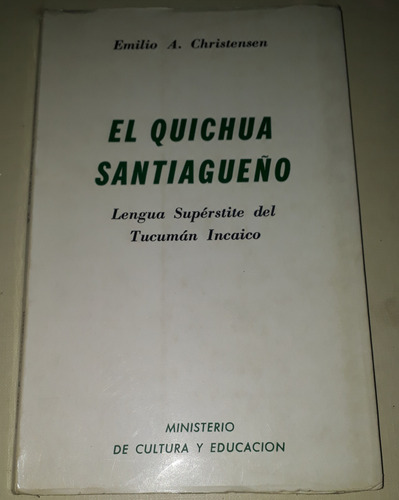 Emilio A. Christensen
EL QUICHUA
SANTIAGUEÑO
Lengua Supérstite del
Tucumán Incaico
MINISTERIO
DE CULTURA Y EDUCACION